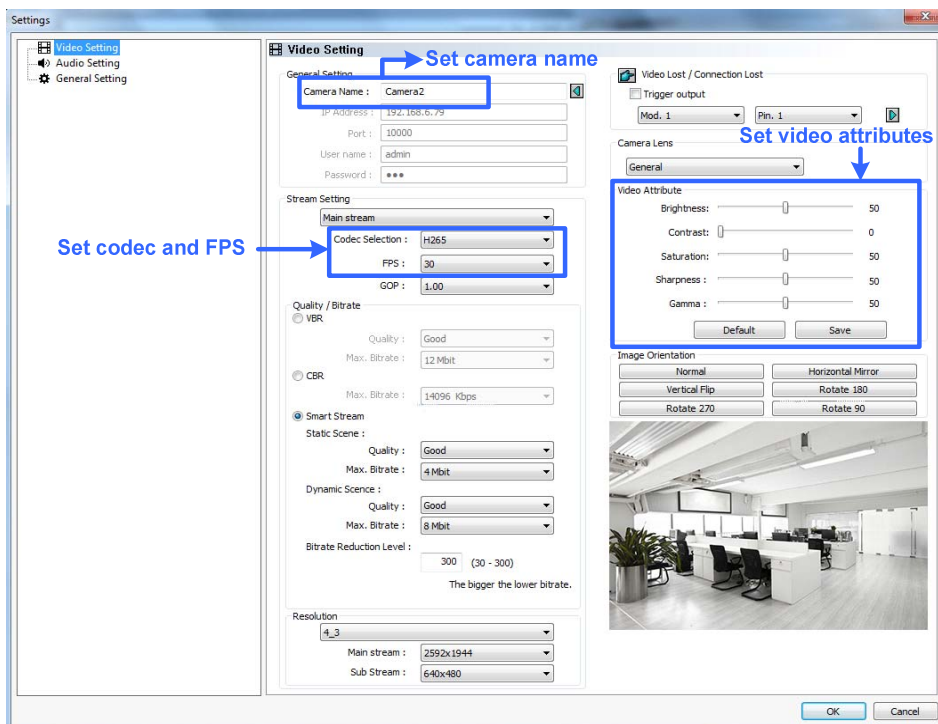 Settings
Video Setting
Audio Setting
General Setting
Video Setting
Set camera name
General Setting
Camera Name : Camera2
IP Address : 192.168.6.79
Port : 10000
User name : admin
Password : ●●●
Stream Setting
Main stream
Set codec and FPS
Codec Selection : H265
FPS : 30
GOP : 1.00
Quality / Bitrate
VBR
Quality : Good
Max. Bitrate : 12 Mbit
CBR
Max. Bitrate : 14096 Kbps
Smart Stream
Static Scene :
Quality : Good
Max. Bitrate : 4 Mbit
Dynamic Scence :
Quality : Good
Max. Bitrate : 8 Mbit
Bitrate Reduction Level :
300 (30 - 300)
The bigger the lower bitrate.
Resolution
4_3
Main stream : 2592x1944
Sub Stream : 640x480
Video Lost / Connection Lost
Trigger output
Mod. 1 Pin. 1
Set video attributes
Camera Lens
General
Video Attribute
Brightness: 50
Contrast: 0
Saturation: 50
Sharpness : 50
Gamma : 50
Default Save
Image Orientation
Normal Horizontal Mirror
Vertical Flip Rotate 180
Rotate 270 Rotate 90
OK Cancel